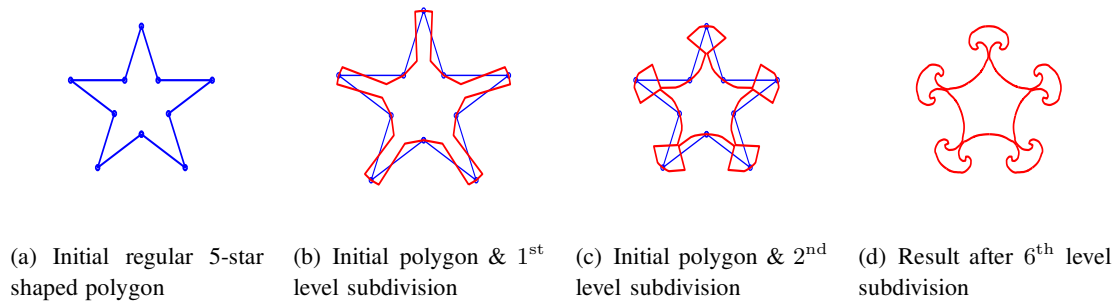 (a) Initial regular 5-star
shaped polygon
(b) Initial polygon & 1st
level subdivision
(c) Initial polygon & 2nd
level subdivision
(d) Result after 6th level
subdivision